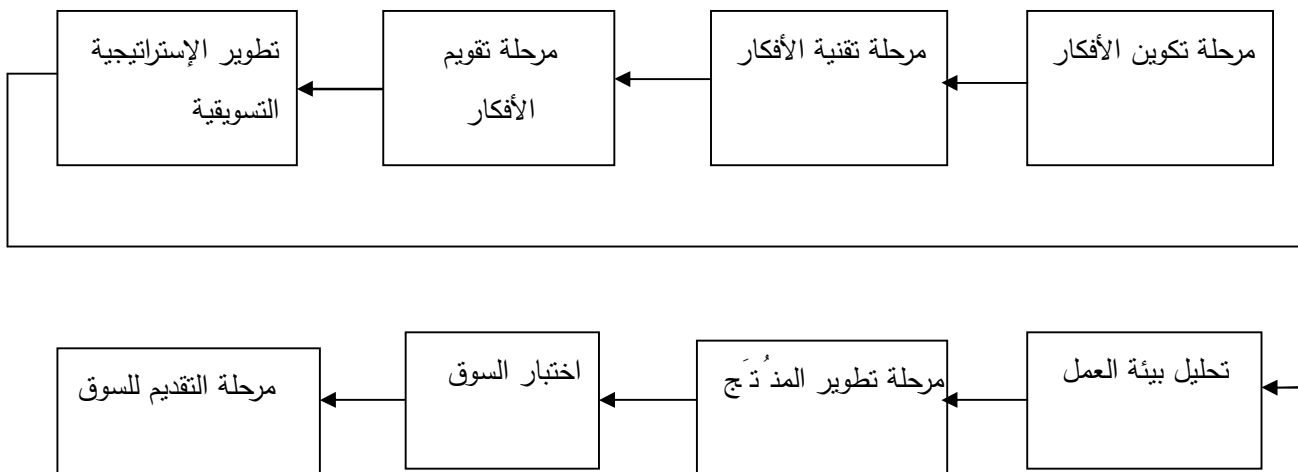 مرحلة تكوين الأفكار
مرحلة تقنية الأفكار
مرحلة تقويم
الأفكار
تطوير الإستراتيجية
التسويقية
تحليل بيئة العمل
مرحلة تطوير المنُتَج
اختبار السوق
مرحلة التقديم للسوق